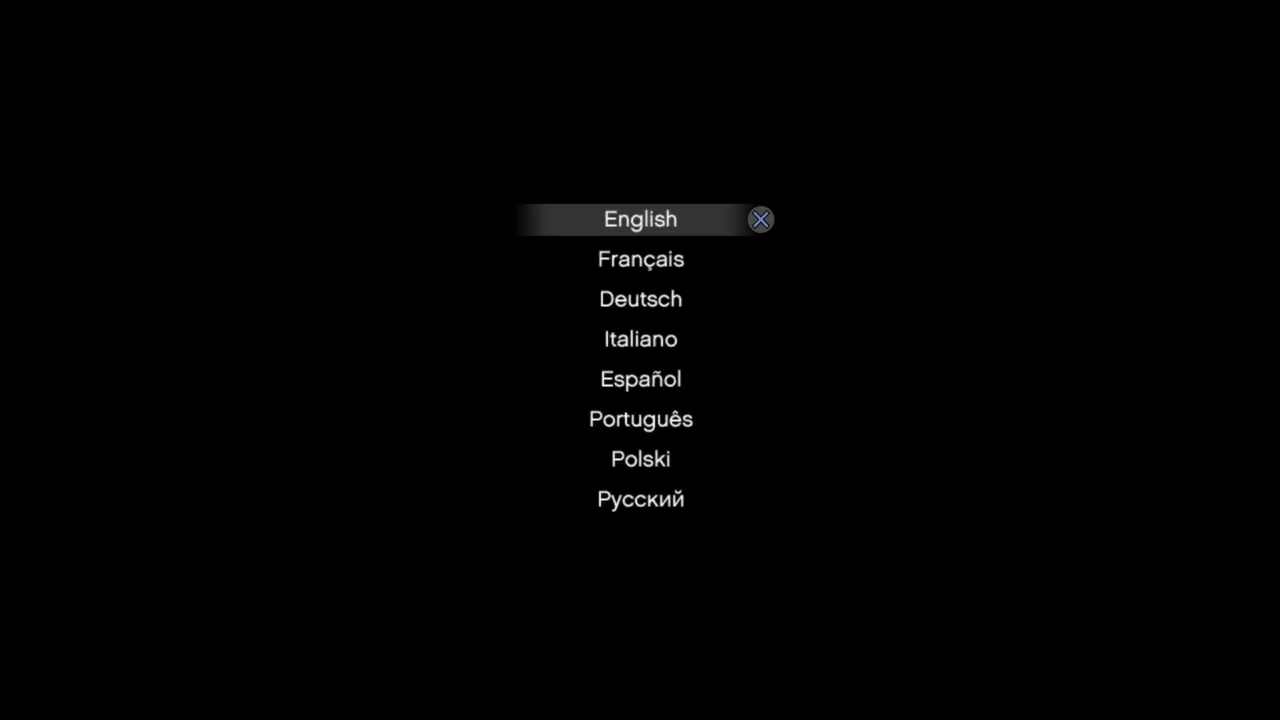 English
Français
Deutsch
Italiano
Español
Português
Polski
Русский